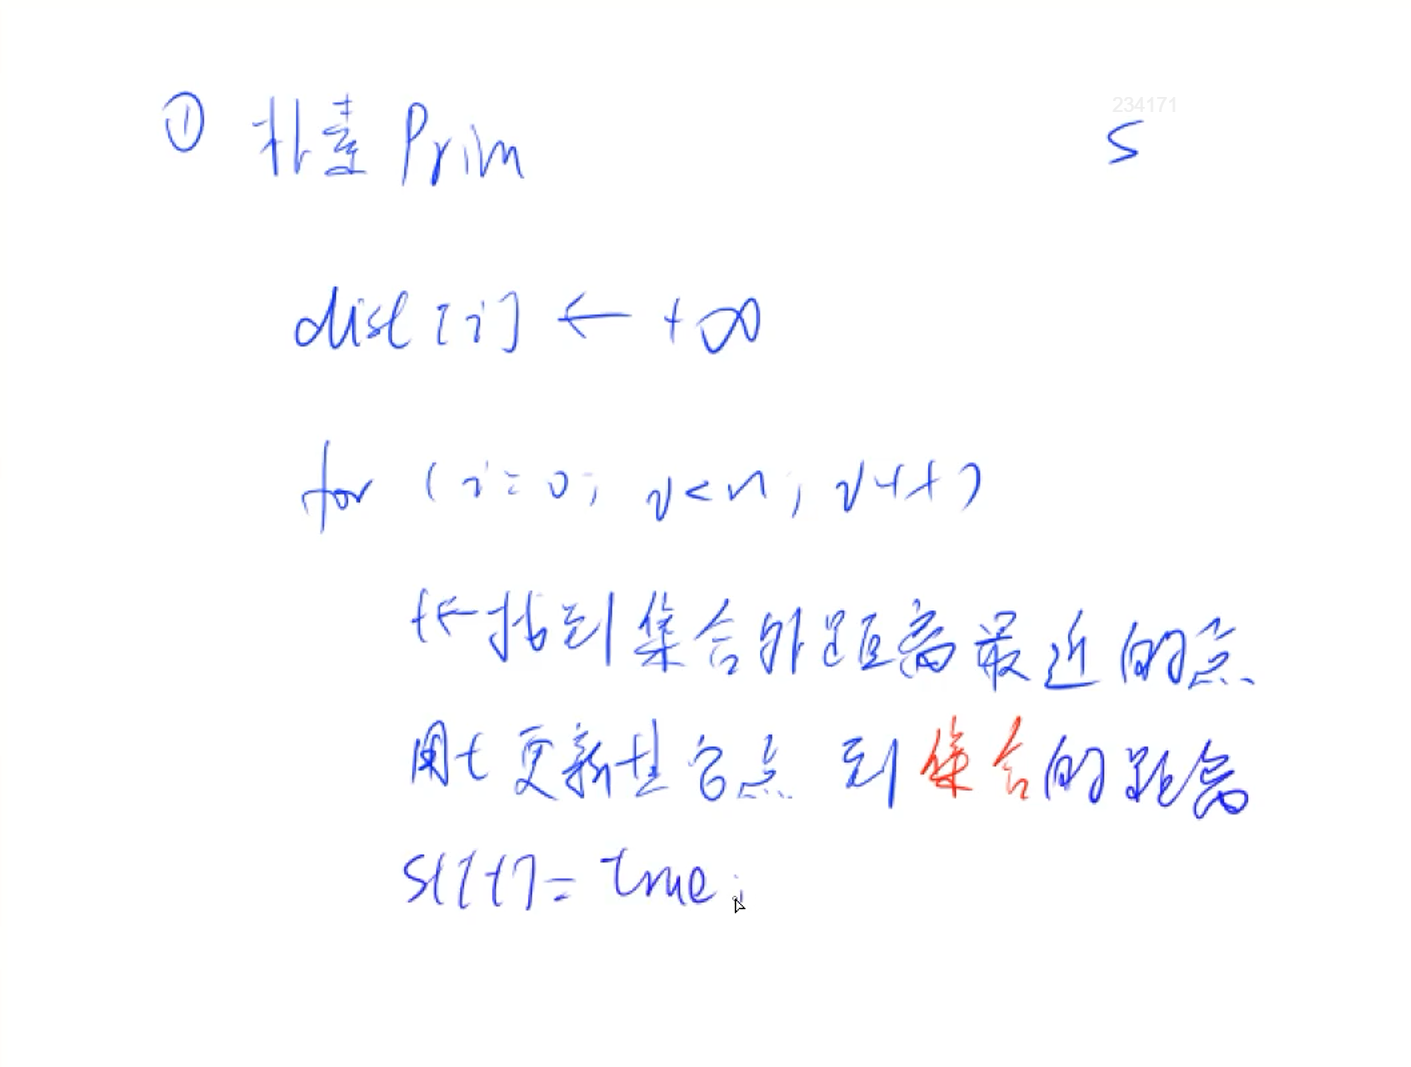 ① 朴素 Prim
234171
S
dist[i] ← +∞
for (i=0; i<n; i++)
t←找到集合外距离最近的点
用t更新其它点到集合的距离
st[t]=true;